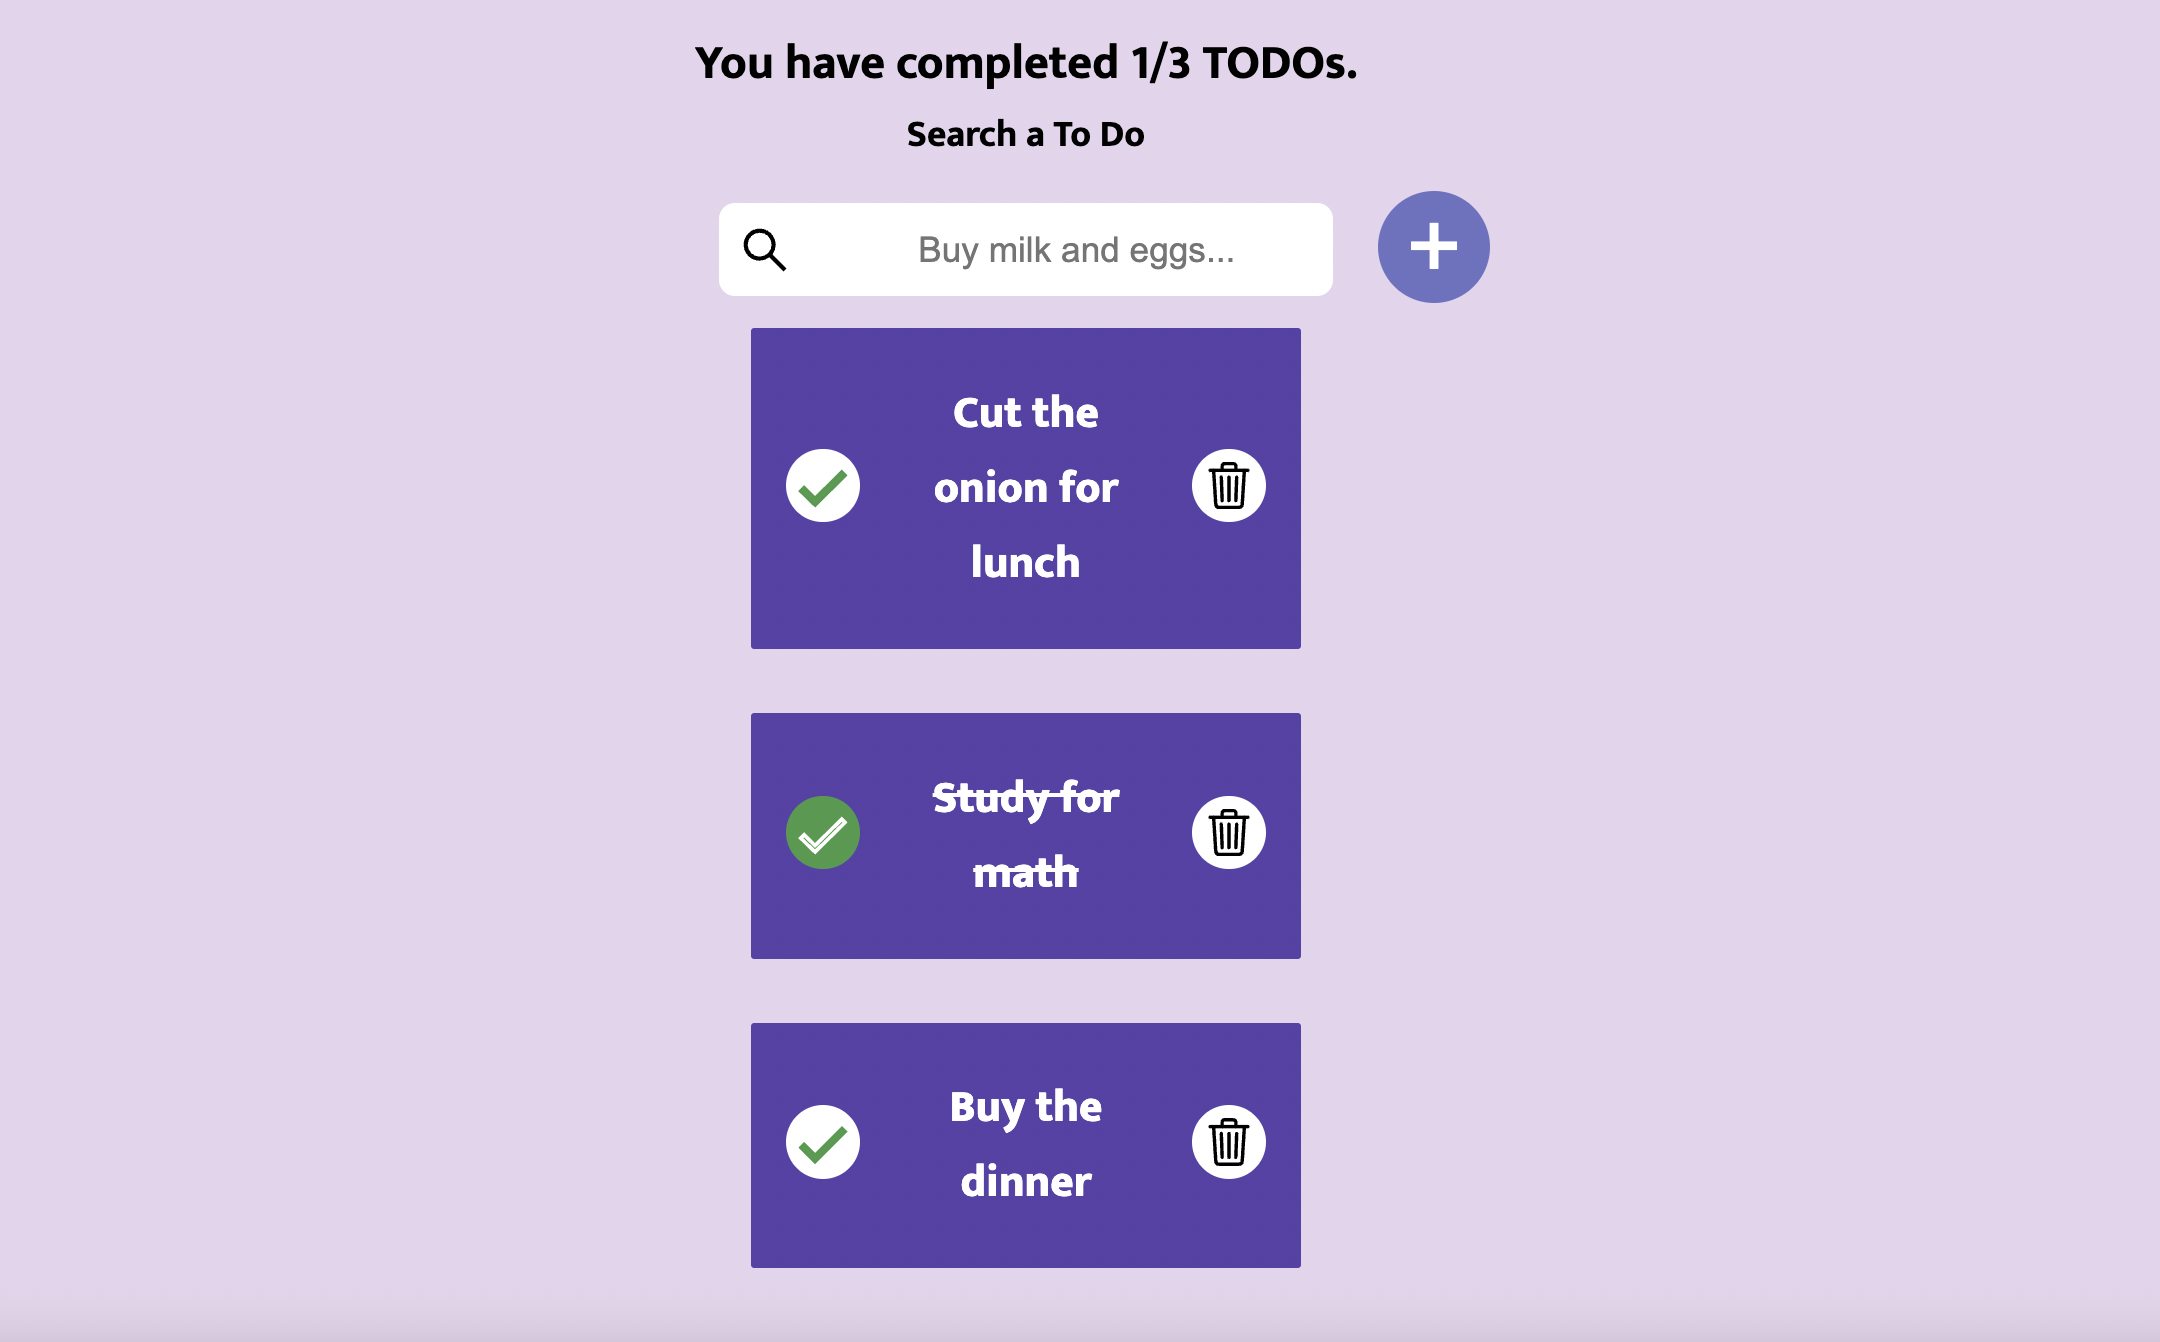 You have completed 1/3 TODOs.
Search a To Do
Buy milk and eggs...
Cut the
onion for
lunch
Study for
math
Buy the
dinner